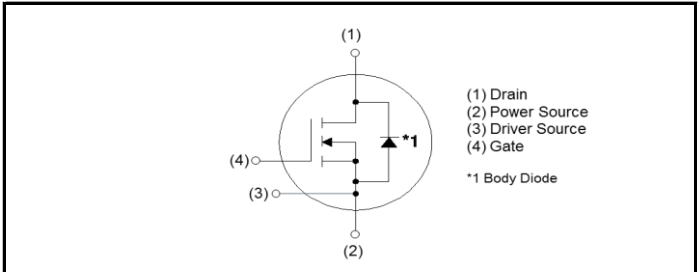 (1)
(1) Drain
(2) Power Source
(3) Driver Source
(4) Gate
*1
(4)
*1 Body Diode
(3)
(2)